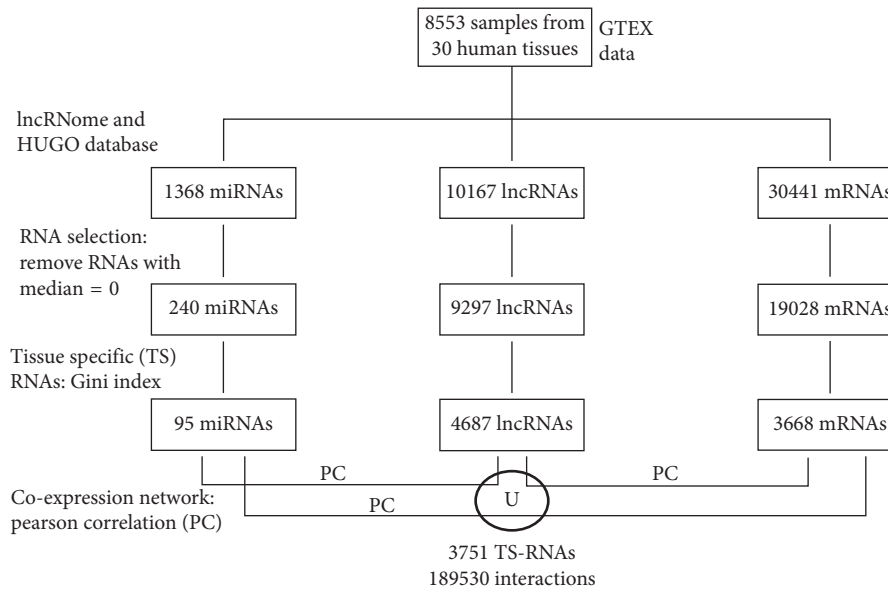 8553 samples from
30 human tissues
GTEX
data
lncRNome and
HUGO database
1368 miRNAs
10167 lncRNAs
30441 mRNAs
RNA selection:
remove RNAs with
median = 0
240 miRNAs
9297 lncRNAs
19028 mRNAs
Tissue specific (TS)
RNAs: Gini index
95 miRNAs
4687 lncRNAs
3668 mRNAs
PC
PC
Co-expression network:
pearson correlation (PC)
PC
U
3751 TS-RNAs
189530 interactions